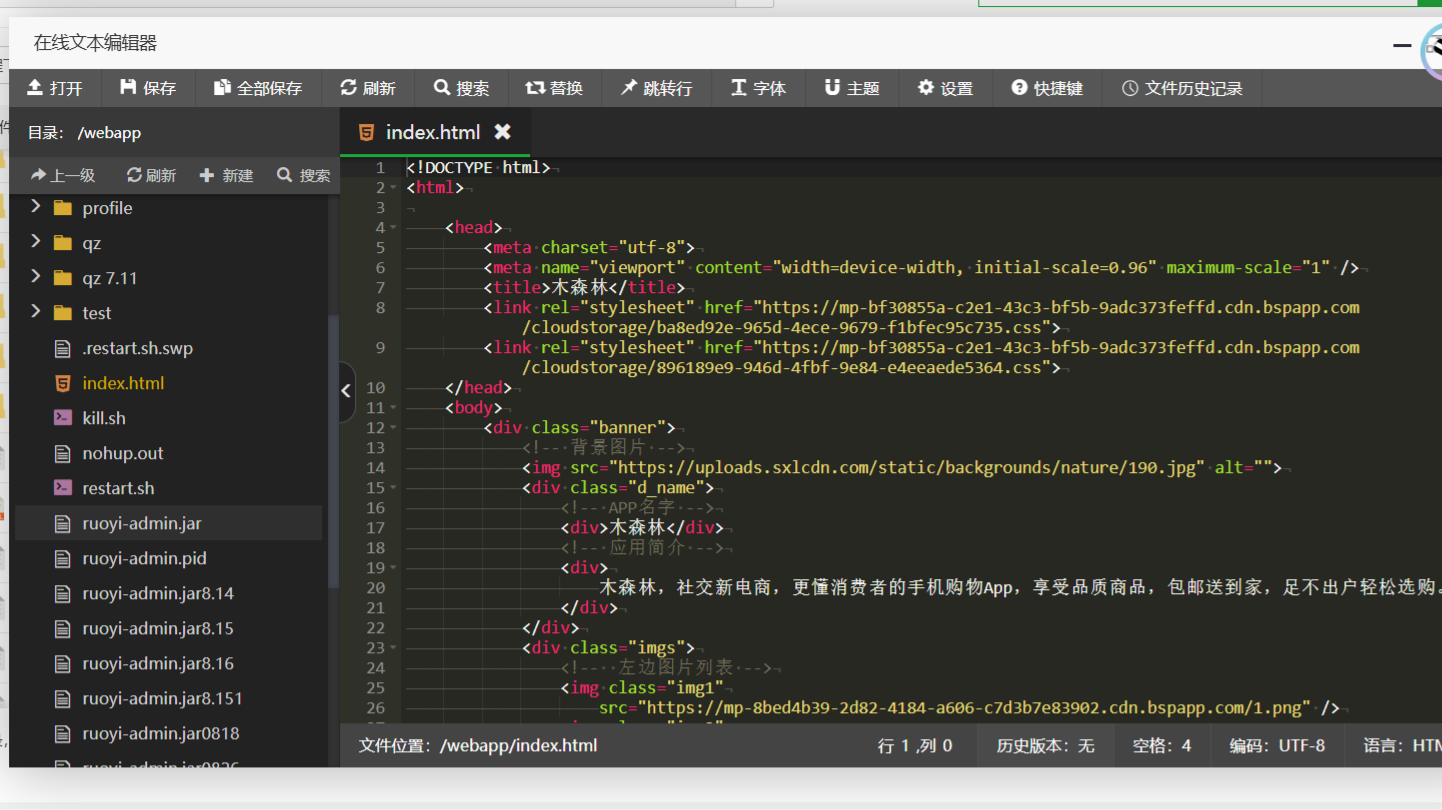 在线文本编辑器
打开 保存 全部保存 刷新 搜索 替换 跳转行 字体 主题 设置 快捷键 文件历史记录
目录： /webapp
上一级 刷新 新建 搜索
profile
qz
qz 7.11
test
.restart.sh.swp
index.html
kill.sh
nohup.out
restart.sh
ruoyi-admin.jar
ruoyi-admin.pid
ruoyi-admin.jar8.14
ruoyi-admin.jar8.15
ruoyi-admin.jar8.16
ruoyi-admin.jar8.151
ruoyi-admin.jar0818
index.html
1 <!DOCTYPE html>
2 <html>
3
4 <head>
5 <meta charset="utf-8">
6 <meta name="viewport" content="width=device-width, initial-scale=0.96" maximum-scale="1" />
7 <title>木森林</title>
8 <link rel="stylesheet" href="https://mp-bf30855a-c2e1-43c3-bf5b-9adc373feffd.cdn.bspapp.com
/cloudstorage/ba8ed92e-965d-4ece-9679-f1bfec95c735.css">
9 <link rel="stylesheet" href="https://mp-bf30855a-c2e1-43c3-bf5b-9adc373feffd.cdn.bspapp.com
/cloudstorage/896189e9-946d-4fbf-9e84-e4eeaede5364.css">
10 </head>
11 <body>
12 <div class="banner">
13 <!-- 背景图片 -->
14 <img src="https://uploads.sxlcdn.com/static/backgrounds/nature/190.jpg" alt="">
15 <div class="d_name">
16 <!-- APP名字 -->
17 <div>木森林</div>
18 <!-- 应用简介 -->
19 <div>
20 木森林，社交新电商，更懂消费者的手机购物App，享受品质商品，包邮送到家，足不出户轻松选购。
21 </div>
22 </div>
23 <div class="imgs">
24 <!-- 左边图片列表 -->
25 <img class="img1"
26 src="https://mp-8bed4b39-2d82-4184-a606-c7d3b7e83902.cdn.bspapp.com/1.png" />
文件位置：/webapp/index.html 行 1 ,列 0 历史版本：无 空格：4 编码：UTF-8 语言：HTM